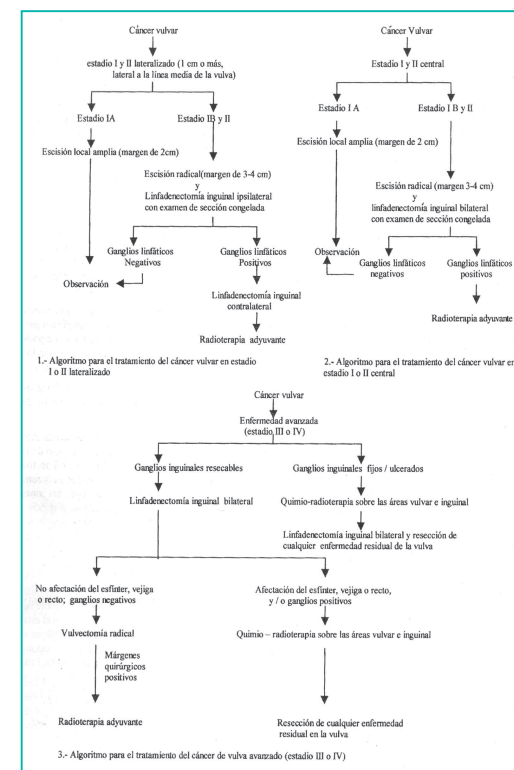 Cáncer vulvar
estadio I y II lateralizado (1 cm o más,
lateral a la línea media de la vulva)
Estadio IA
Estadio IB y II
Escisión local amplia (margen de 2cm)
Escisión radical(margen de 3-4 cm)
y
Linfadenectomía inguinal ipsilateral
con examen de sección congelada
Ganglios linfáticos
Negativos
Ganglios linfáticos
Positivos
Observación
Linfadenectomía inguinal
contralateral
Radioterapia adyuvante
1.- Algoritmo para el tratamiento del cáncer vulvar en estadio
I o II lateralizado
Cáncer Vulvar
Estadio I y II central
Estadio I A
Estadio I B y II
Escisión local amplia (margen de 2 cm)
Escisión radical (margen 3-4 cm)
y
linfadenectomía inguinal bilateral
con examen de sección congelada
Observación
Ganglios linfáticos
negativos
Ganglios linfáticos
positivos
Radioterapia adyuvante
2.- Algoritmo para el tratamiento del cáncer vulvar en
estadio I o II central
Cáncer vulvar
Enfermedad avanzada
(estadio III o IV)
Ganglios inguinales resecables
Ganglios inguinales fijos / ulcerados
Linfadenectomía inguinal bilateral
Quimio-radioterapia sobre las áreas vulvar e inguinal
Linfadenectomía inguinal bilateral y resección de
cualquier enfermedad residual de la vulva
No afectación del esfínter, vejiga
o recto; ganglios negativos
Afectación del esfínter, vejiga o recto,
y / o ganglios positivos
Vulvectomía radical
Quimio – radioterapia sobre las áreas vulvar e inguinal
Márgenes
quirúrgicos
positivos
Radioterapia adyuvante
Resección de cualquier enfermedad
residual en la vulva
3.- Algoritmo para el tratamiento del cáncer de vulva avanzado (estadio III o IV)